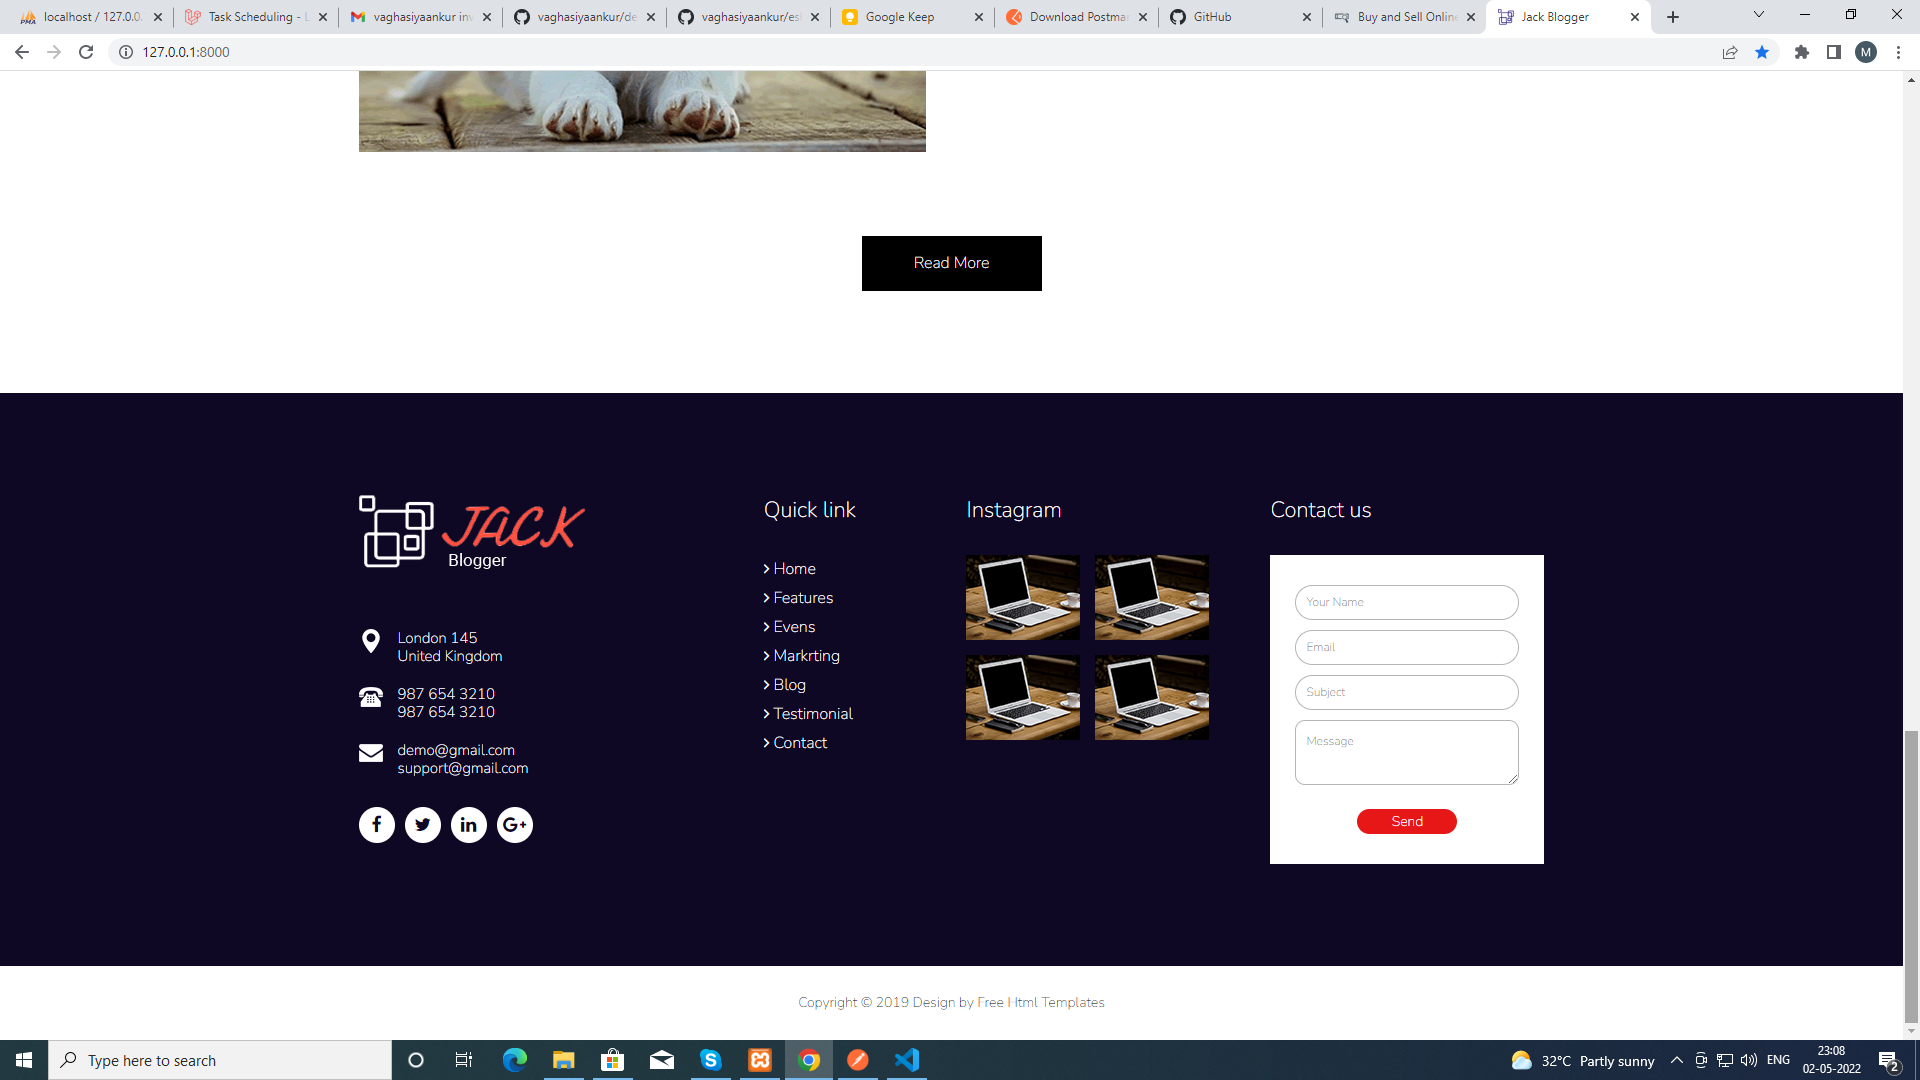 localhost / 127.0.0.
Task Scheduling - L
vaghasiyaankur inv
vaghasiyaankur/de
vaghasiyaankur/es
Google Keep
Download Postma
GitHub
Buy and Sell Online
Jack Blogger
127.0.0.1:8000
M
Read More
JACK
Blogger
London 145
United Kingdom
987 654 3210
987 654 3210
demo@gmail.com
support@gmail.com
Quick link
Home
Features
Evens
Markrting
Blog
Testimonial
Contact
Instagram
Contact us
Your Name
Email
Subject
Message
Send
Copyright © 2019 Design by Free Html Templates
Type here to search
32°C Partly sunny
ENG
23:08
02-05-2022
2